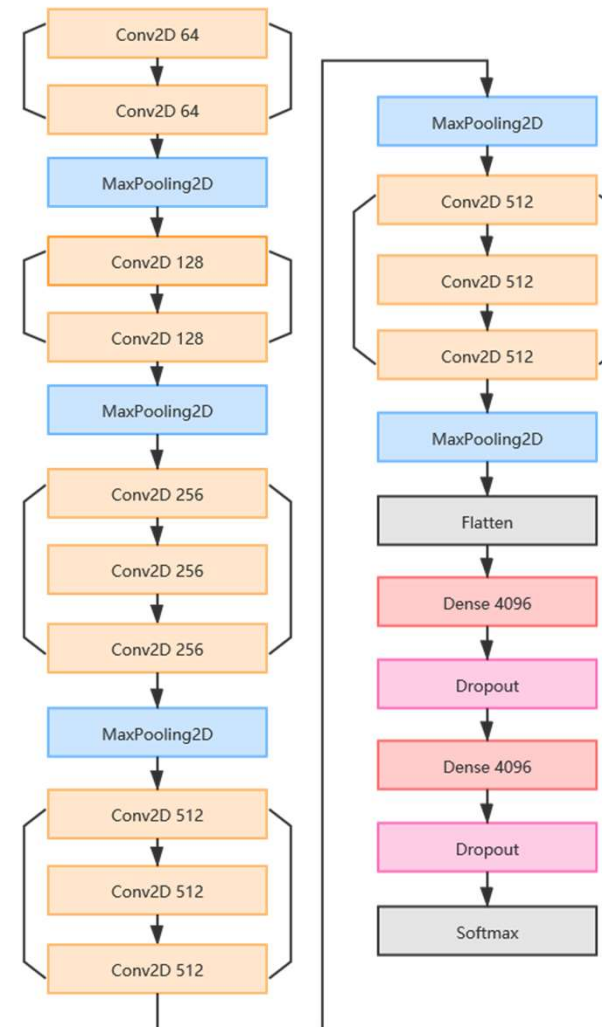 Conv2D 64
Conv2D 64
MaxPooling2D
Conv2D 128
Conv2D 128
MaxPooling2D
Conv2D 256
Conv2D 256
Conv2D 256
MaxPooling2D
Conv2D 512
Conv2D 512
Conv2D 512
MaxPooling2D
Conv2D 512
Conv2D 512
Conv2D 512
MaxPooling2D
Flatten
Dense 4096
Dropout
Dense 4096
Dropout
Softmax